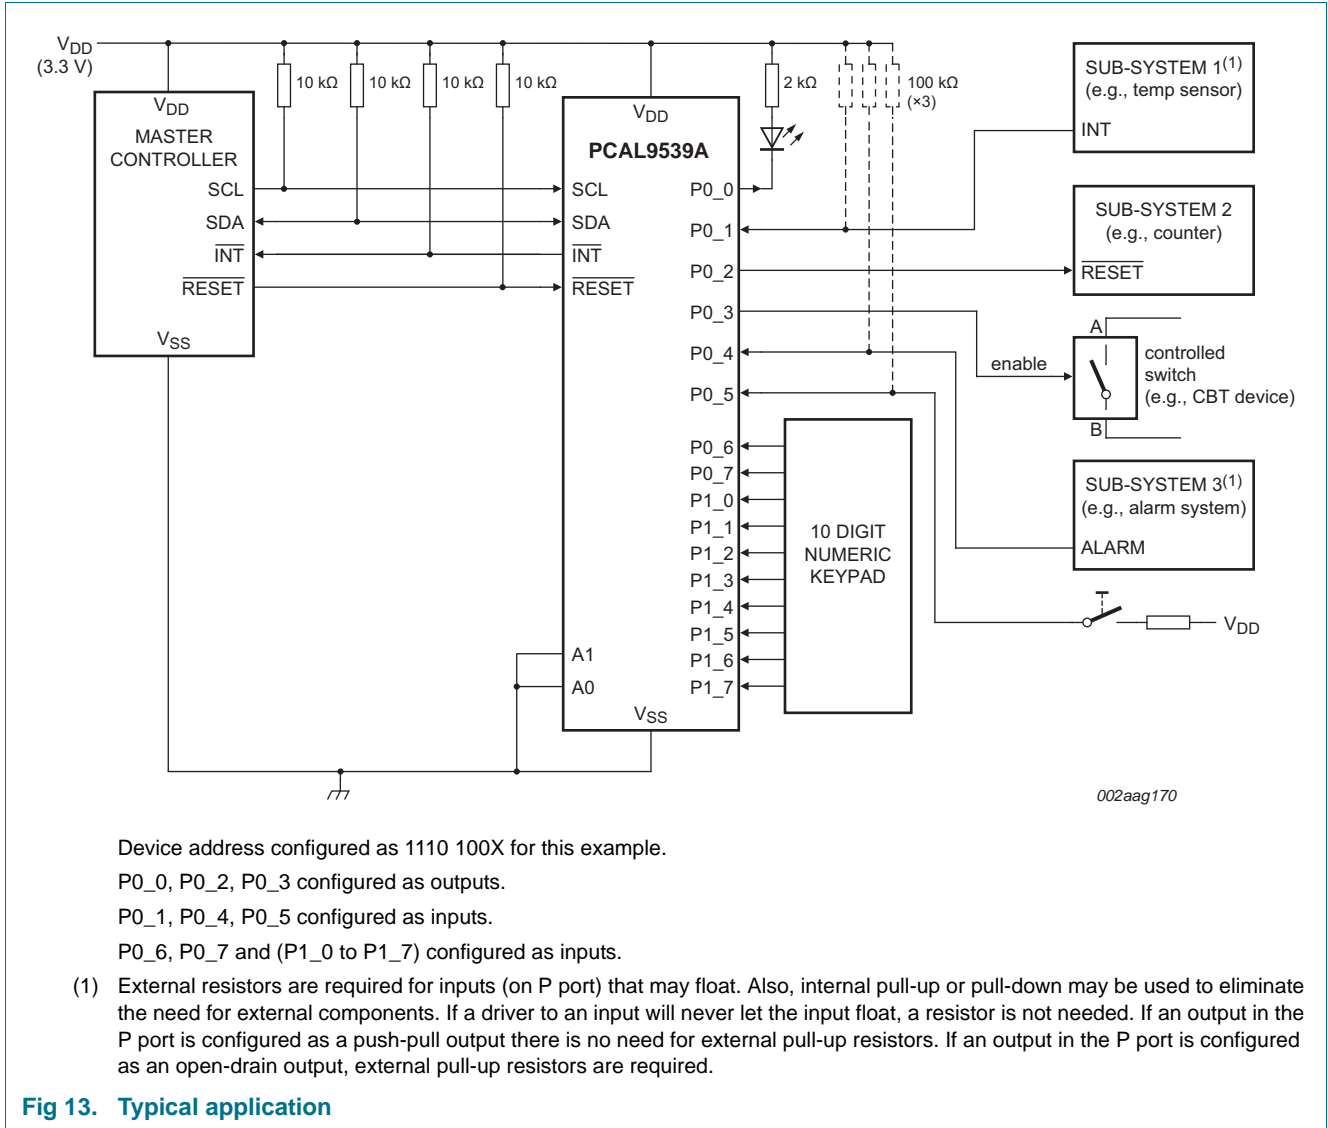 VDD
(3.3 V)
10 kΩ
10 kΩ
10 kΩ
10 kΩ
2 kΩ
100 kΩ
(×3)
VDD
MASTER
CONTROLLER
SCL
SDA
INT
RESET
VSS
VDD
PCAL9539A
SCL
SDA
INT
RESET
A1
A0
VSS
P0_0
P0_1
P0_2
P0_3
P0_4
P0_5
P0_6
P0_7
P1_0
P1_1
P1_2
P1_3
P1_4
P1_5
P1_6
P1_7
10 DIGIT
NUMERIC
KEYPAD
SUB-SYSTEM 1(1)
(e.g., temp sensor)
INT
SUB-SYSTEM 2
(e.g., counter)
RESET
enable
A
B
controlled
switch
(e.g., CBT device)
SUB-SYSTEM 3(1)
(e.g., alarm system)
ALARM
VDD
002aag170
Device address configured as 1110 100X for this example.
P0_0, P0_2, P0_3 configured as outputs.
P0_1, P0_4, P0_5 configured as inputs.
P0_6, P0_7 and (P1_0 to P1_7) configured as inputs.
(1) External resistors are required for inputs (on P port) that may float. Also, internal pull-up or pull-down may be used to eliminate
the need for external components. If a driver to an input will never let the input float, a resistor is not needed. If an output in the
P port is configured as a push-pull output there is no need for external pull-up resistors. If an output in the P port is configured
as an open-drain output, external pull-up resistors are required.
Fig 13. Typical application